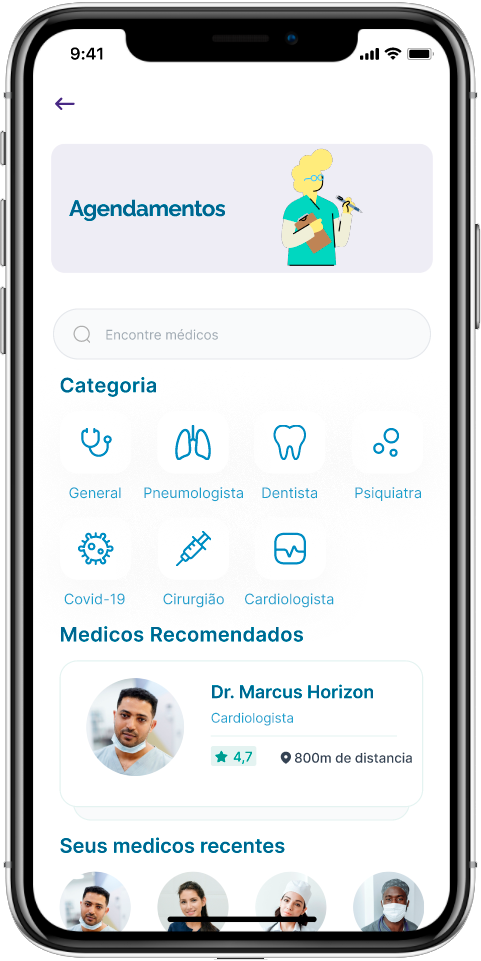 9:41
Agendamentos
Encontre médicos
Categoria
General Pneumologista Dentista Psiquiatra
Covid-19 Cirurgião Cardiologista
Medicos Recomendados
Dr. Marcus Horizon
Cardiologista
4,7 800m de distancia
Seus medicos recentes